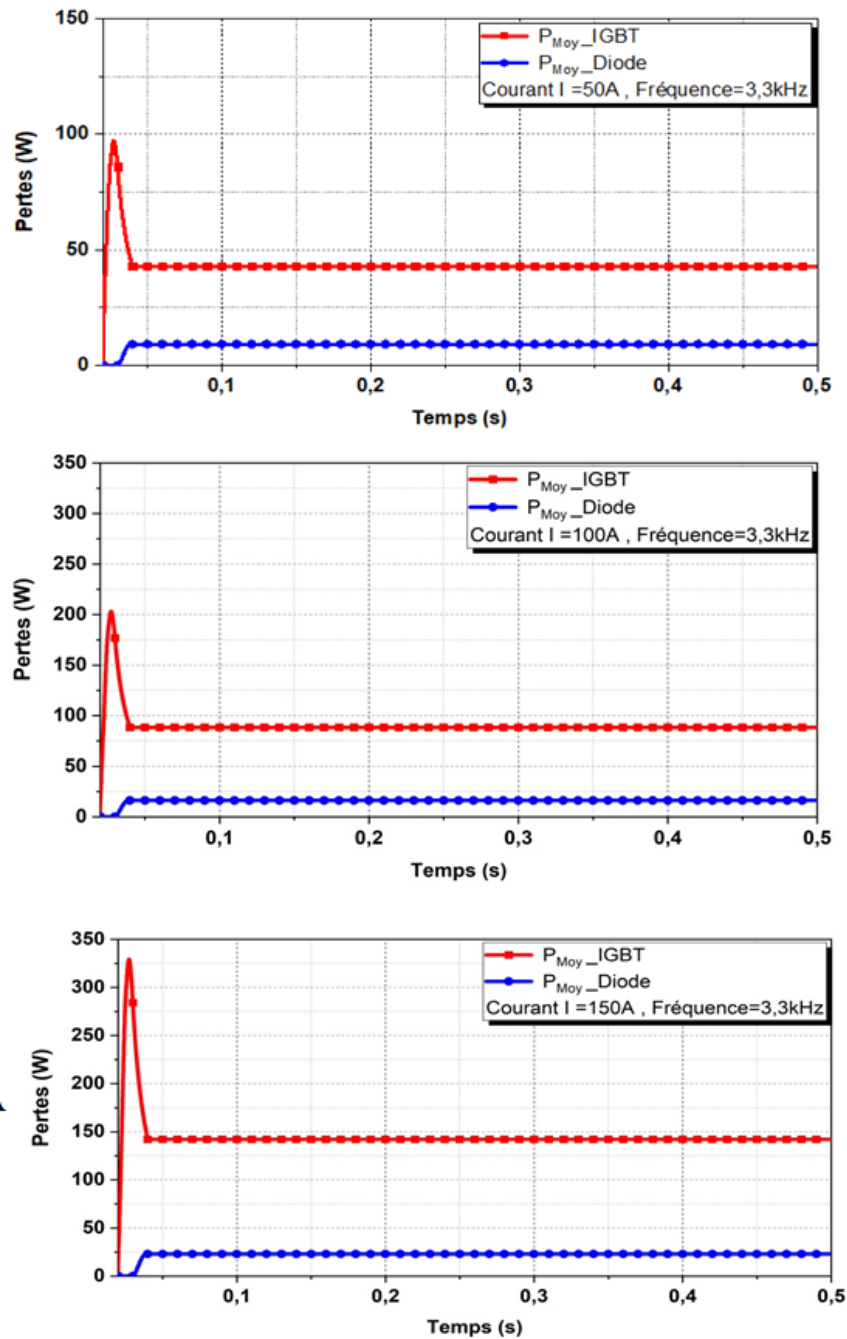 150
100
50
0
Pertes (W)
P_Moy_IGBT
P_Moy_Diode
Courant I =50A , Fréquence=3,3kHz
0,1 0,2 0,3 0,4 0,5
Temps (s)
350
300
250
200
150
100
50
0
Pertes (W)
P_Moy_IGBT
P_Moy_Diode
Courant I =100A , Fréquence=3,3kHz
0,1 0,2 0,3 0,4 0,5
Temps (s)
350
300
250
200
150
100
50
0
Pertes (W)
P_Moy_IGBT
P_Moy_Diode
Courant I =150A , Fréquence=3,3kHz
0,1 0,2 0,3 0,4 0,5
Temps (s)